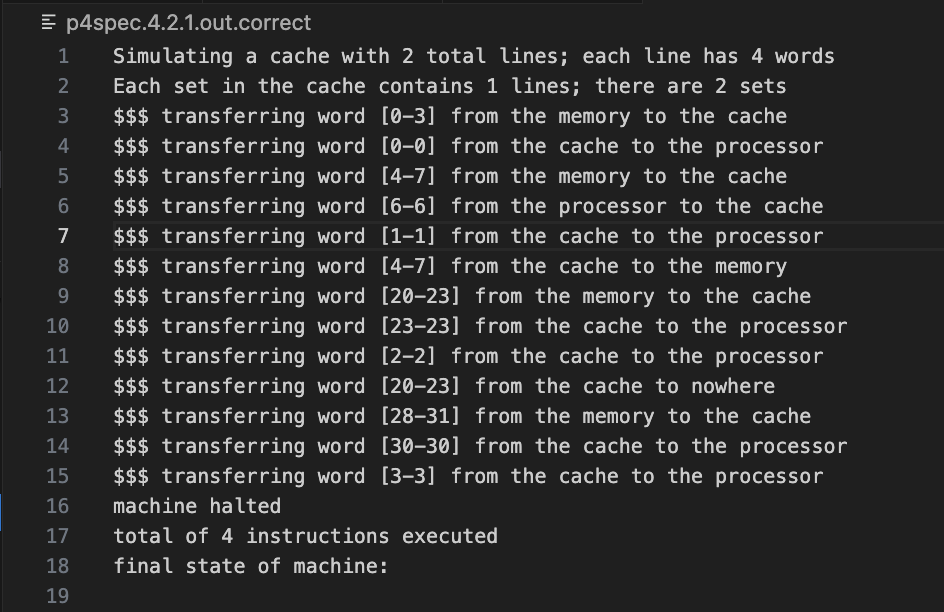 p4spec.4.2.1.out.correct
1 Simulating a cache with 2 total lines; each line has 4 words
2 Each set in the cache contains 1 lines; there are 2 sets
3 $$$ transferring word [0-3] from the memory to the cache
4 $$$ transferring word [0-0] from the cache to the processor
5 $$$ transferring word [4-7] from the memory to the cache
6 $$$ transferring word [6-6] from the processor to the cache
7 $$$ transferring word [1-1] from the cache to the processor
8 $$$ transferring word [4-7] from the cache to the memory
9 $$$ transferring word [20-23] from the memory to the cache
10 $$$ transferring word [23-23] from the cache to the processor
11 $$$ transferring word [2-2] from the cache to the processor
12 $$$ transferring word [20-23] from the cache to nowhere
13 $$$ transferring word [28-31] from the memory to the cache
14 $$$ transferring word [30-30] from the cache to the processor
15 $$$ transferring word [3-3] from the cache to the processor
16 machine halted
17 total of 4 instructions executed
18 final state of machine:
19